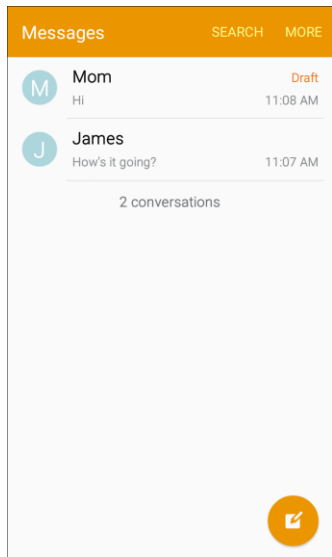 Messages SEARCH MORE
M Mom Draft
Hi 11:08 AM
J James
How's it going? 11:07 AM
2 conversations